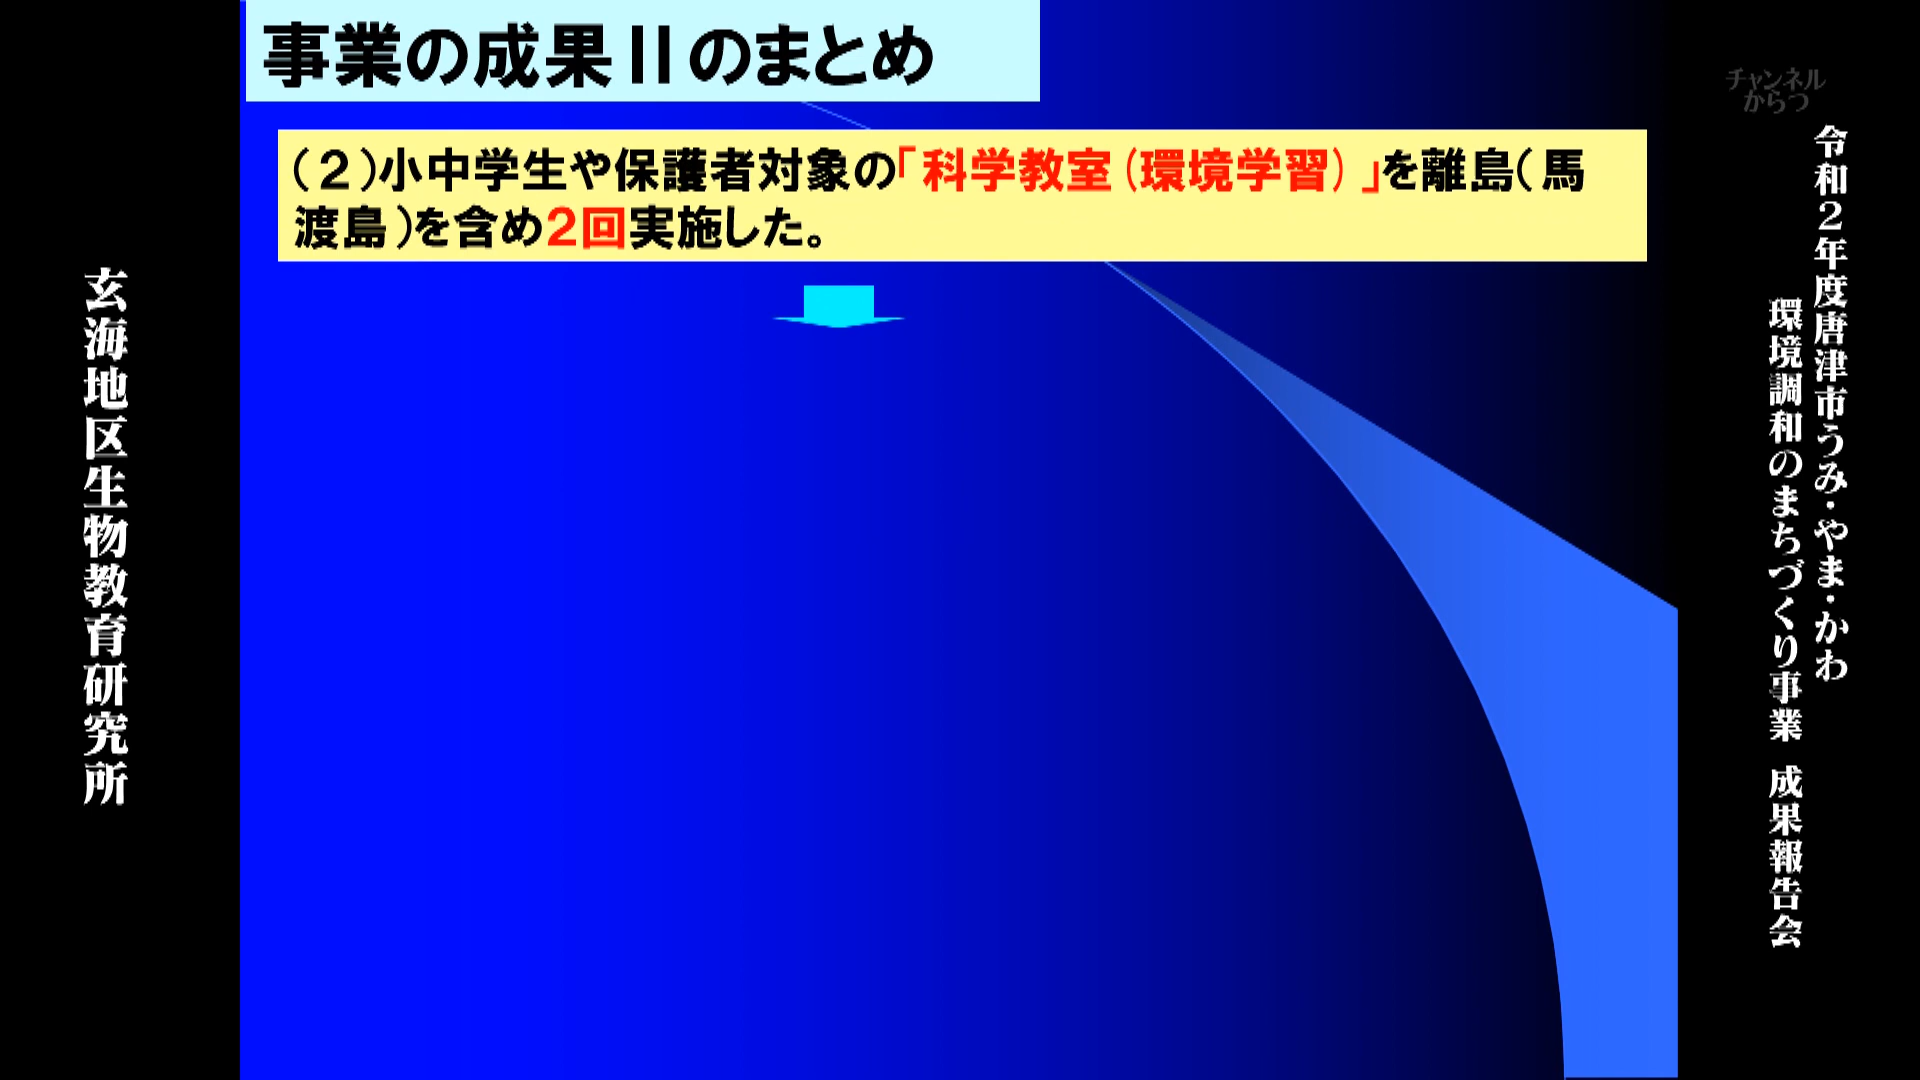 事業の成果Ⅱのまとめ
(2)小中学生や保護者対象の「科学教室(環境学習)」を離島(馬
渡島)を含め2回実施した。
チャンネル
からつ
令和2年度唐津市うみ・やま・かわ
環境調和のまちづくり事業 成果報告会
玄海地区生物教育研究所